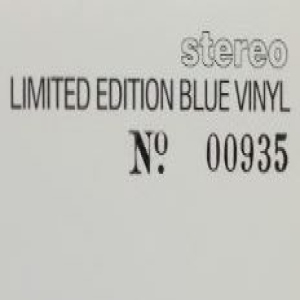 stereo
LIMITED EDITION BLUE VINYL
Nº. 00935